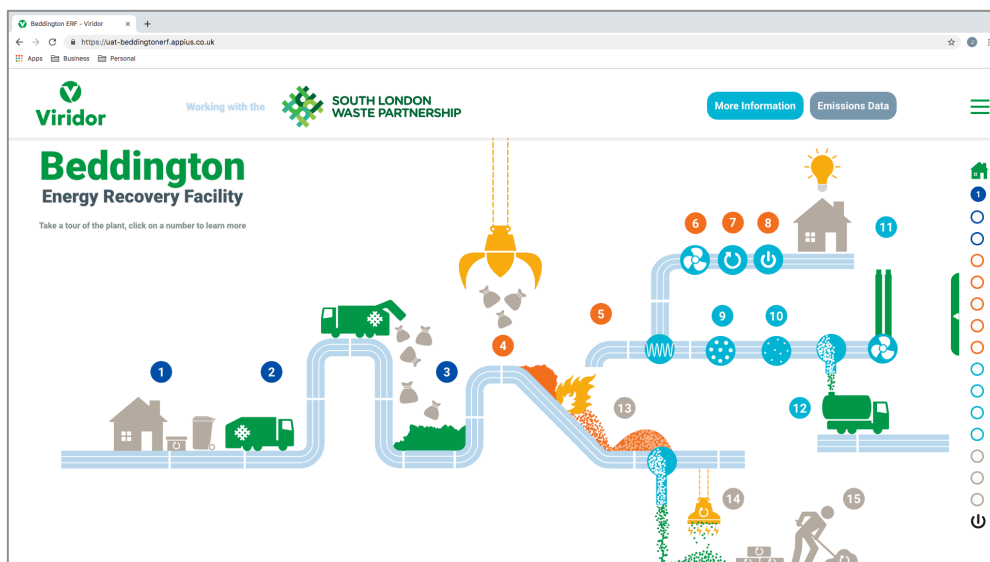 Beddington ERF - Viridor
https://uat-beddingtonerf.appius.co.uk
Apps Business Personal
J
Viridor
Working with the
SOUTH LONDON
WASTE PARTNERSHIP
More Information
Emissions Data
Beddington
Energy Recovery Facility
Take a tour of the plant, click on a number to learn more
1
1
2
3
4
5
6
7
8
9
10
11
12
13
14
15